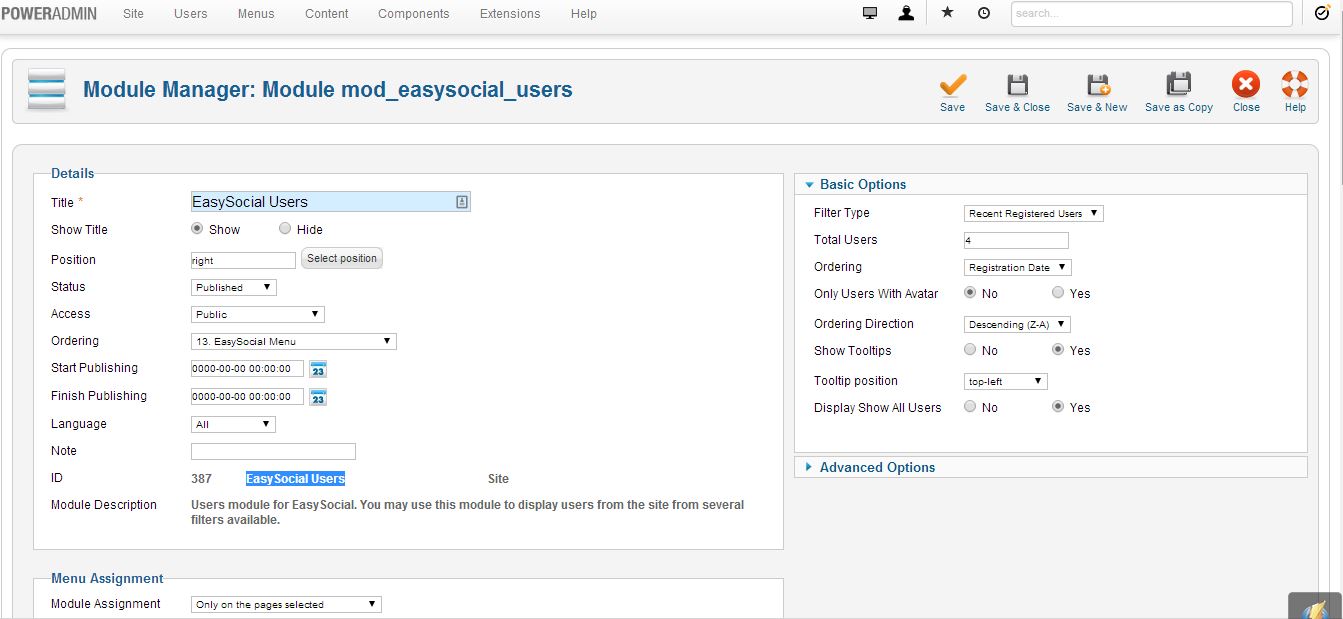 POWERADMIN Site Users Menus Content Components Extensions Help search...
Module Manager: Module mod_easysocial_users
Save Save & Close Save & New Save as Copy Close Help
Details
Title * EasySocial Users
Show Title Show Hide
Position right Select position
Status Published
Access Public
Ordering 13. EasySocial Menu
Start Publishing 0000-00-00 00:00:00 23
Finish Publishing 0000-00-00 00:00:00 23
Language All
Note
ID 387 EasySocial Users Site
Module Description Users module for EasySocial. You may use this module to display users from the site from several
filters available.
Menu Assignment
Module Assignment Only on the pages selected
Basic Options
Filter Type Recent Registered Users
Total Users 4
Ordering Registration Date
Only Users With Avatar No Yes
Ordering Direction Descending (Z-A)
Show Tooltips No Yes
Tooltip position top-left
Display Show All Users No Yes
Advanced Options